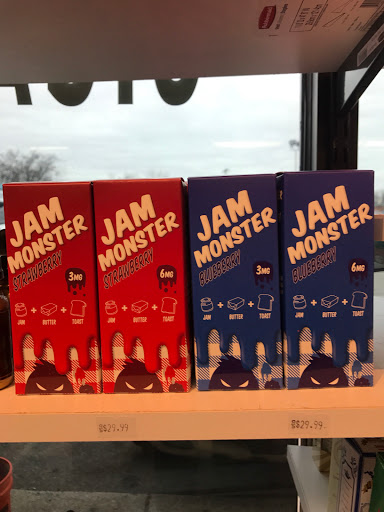 JAM
MONSTER
STRAWBERRY
3MG
JAM + BUTTER + TOAST
JAM
MONSTER
STRAWBERRY
6MG
JAM + BUTTER + TOAST
JAM
MONSTER
BLUEBERRY
3MG
JAM + BUTTER + TOAST
JAM
MONSTER
BLUEBERRY
6MG
JAM + BUTTER + TOAST
$29.99
$29.99